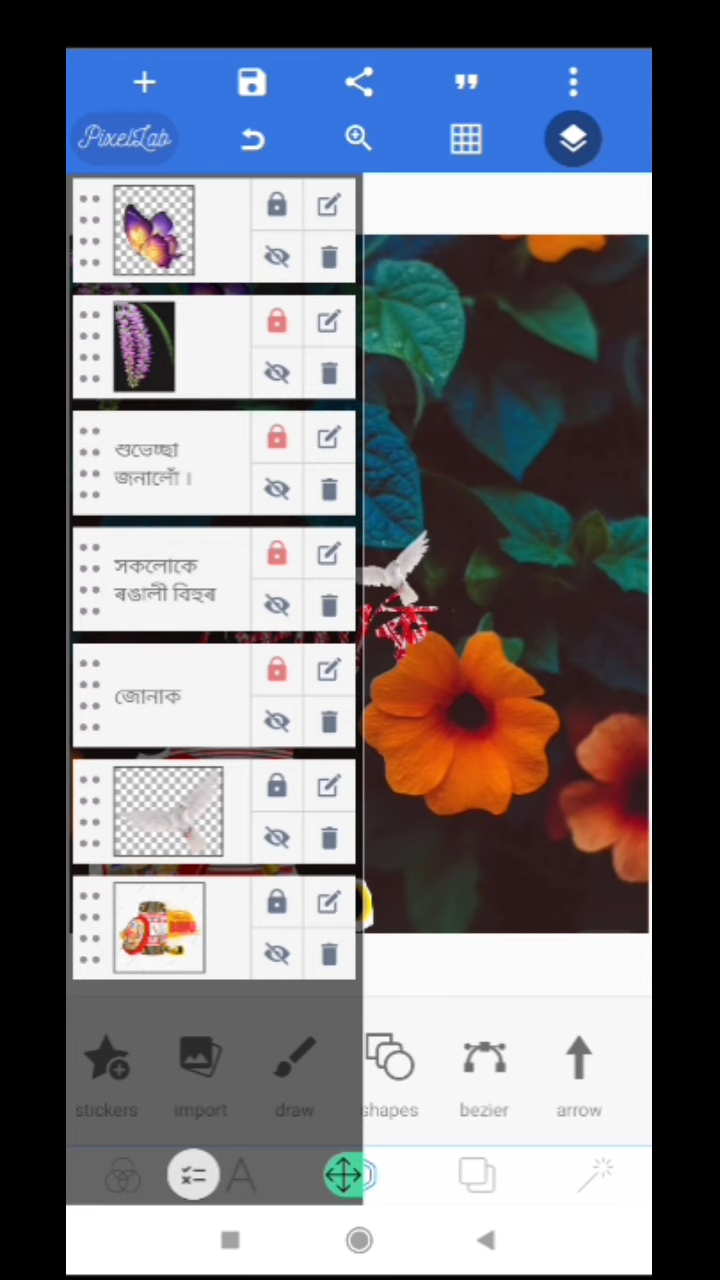 PixelLab
শুভেচ্ছা
জনালোঁ ।
সকলোকে
ৰঙালী বিহুৰ
জোনাক
stickers
import
draw
shapes
bezier
arrow